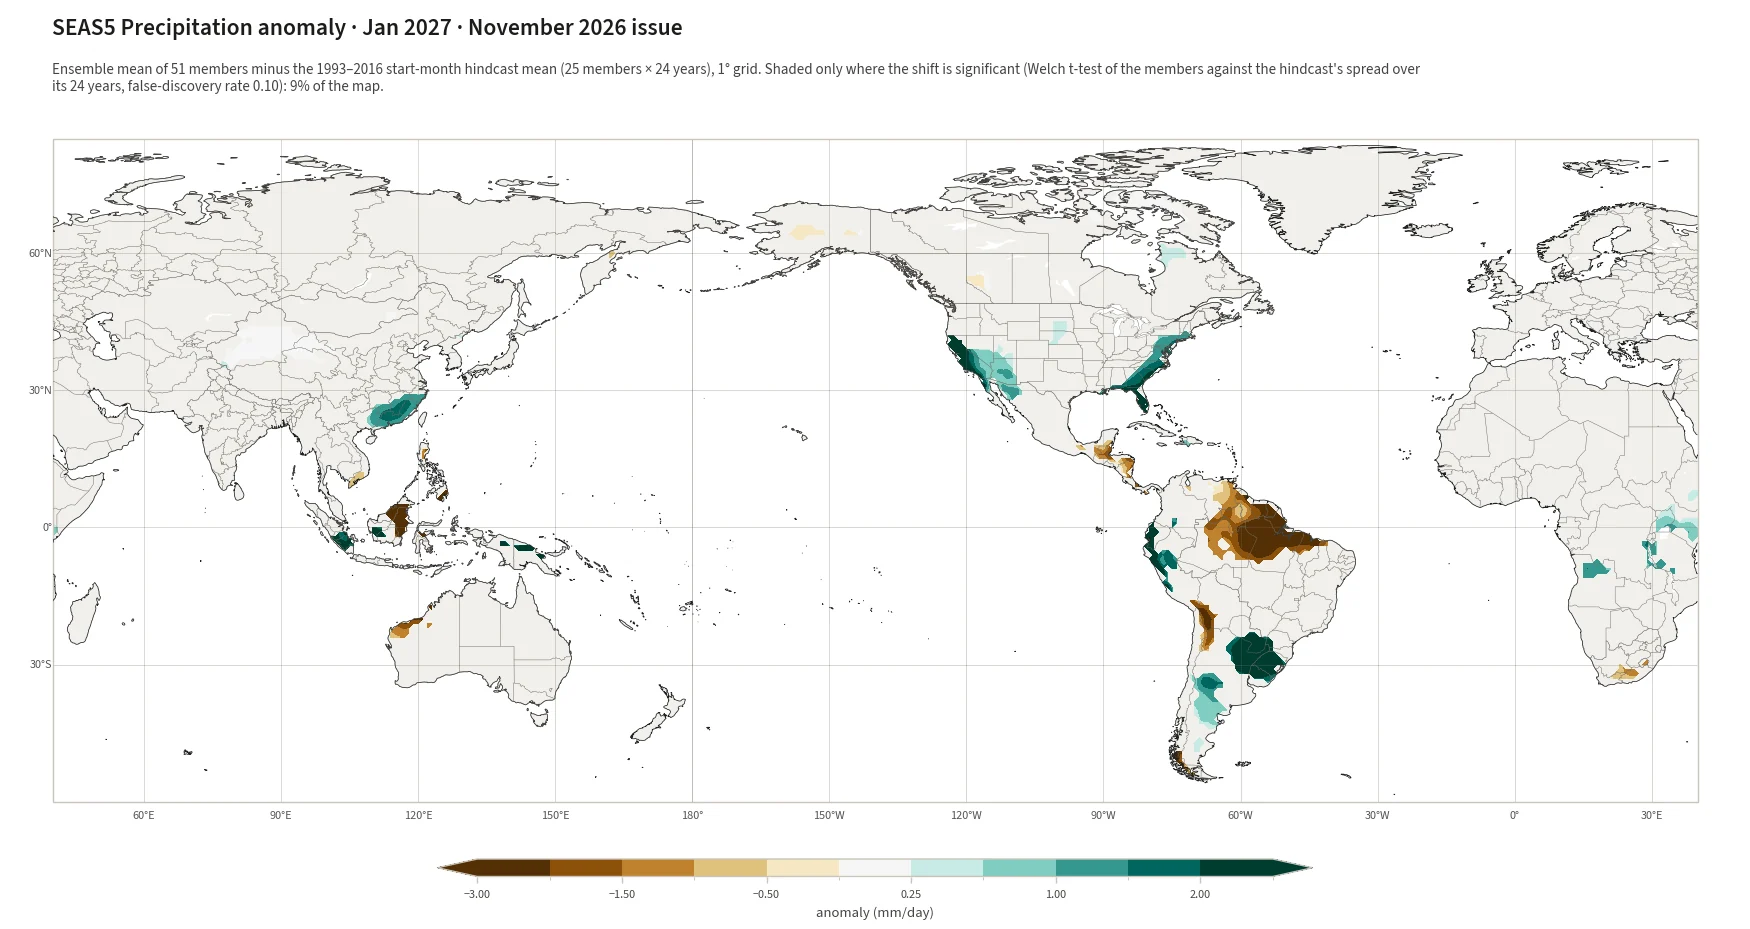 SEAS5 Precipitation anomaly · Jan 2027 · November 2026 issue
Ensemble mean of 51 members minus the 1993–2016 start-month hindcast mean (25 members × 24 years), 1° grid. Shaded only where the shift is significant (Welch t-test of the members against the hindcast's spread over
its 24 years, false-discovery rate 0.10): 9% of the map.
60°N
30°N
0°
30°S
60°E 90°E 120°E 150°E 180° 150°W 120°W 90°W 60°W 30°W 0° 30°E
−3.00 −1.50 −0.50 0.25 1.00 2.00
anomaly (mm/day)